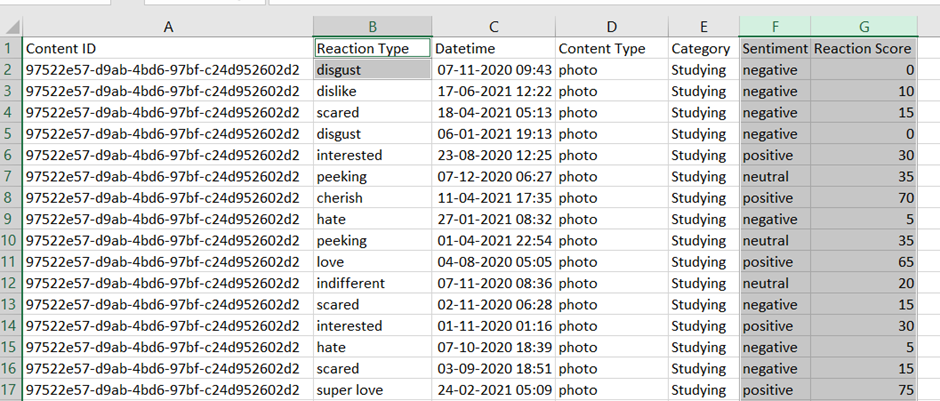 A B C D E F G
1 Content ID Reaction Type Datetime Content Type Category Sentiment Reaction Score
2 97522e57-d9ab-4bd6-97bf-c24d952602d2 disgust 07-11-2020 09:43 photo Studying negative 0
3 97522e57-d9ab-4bd6-97bf-c24d952602d2 dislike 17-06-2021 12:22 photo Studying negative 10
4 97522e57-d9ab-4bd6-97bf-c24d952602d2 scared 18-04-2021 05:13 photo Studying negative 15
5 97522e57-d9ab-4bd6-97bf-c24d952602d2 disgust 06-01-2021 19:13 photo Studying negative 0
6 97522e57-d9ab-4bd6-97bf-c24d952602d2 interested 23-08-2020 12:25 photo Studying positive 30
7 97522e57-d9ab-4bd6-97bf-c24d952602d2 peeking 07-12-2020 06:27 photo Studying neutral 35
8 97522e57-d9ab-4bd6-97bf-c24d952602d2 cherish 11-04-2021 17:35 photo Studying positive 70
9 97522e57-d9ab-4bd6-97bf-c24d952602d2 hate 27-01-2021 08:32 photo Studying negative 5
10 97522e57-d9ab-4bd6-97bf-c24d952602d2 peeking 01-04-2021 22:54 photo Studying neutral 35
11 97522e57-d9ab-4bd6-97bf-c24d952602d2 love 04-08-2020 05:05 photo Studying positive 65
12 97522e57-d9ab-4bd6-97bf-c24d952602d2 indifferent 07-11-2020 08:36 photo Studying neutral 20
13 97522e57-d9ab-4bd6-97bf-c24d952602d2 scared 02-11-2020 06:28 photo Studying negative 15
14 97522e57-d9ab-4bd6-97bf-c24d952602d2 interested 01-11-2020 01:16 photo Studying positive 30
15 97522e57-d9ab-4bd6-97bf-c24d952602d2 hate 07-10-2020 18:39 photo Studying negative 5
16 97522e57-d9ab-4bd6-97bf-c24d952602d2 scared 03-09-2020 18:51 photo Studying negative 15
17 97522e57-d9ab-4bd6-97bf-c24d952602d2 super love 24-02-2021 05:09 photo Studying positive 75